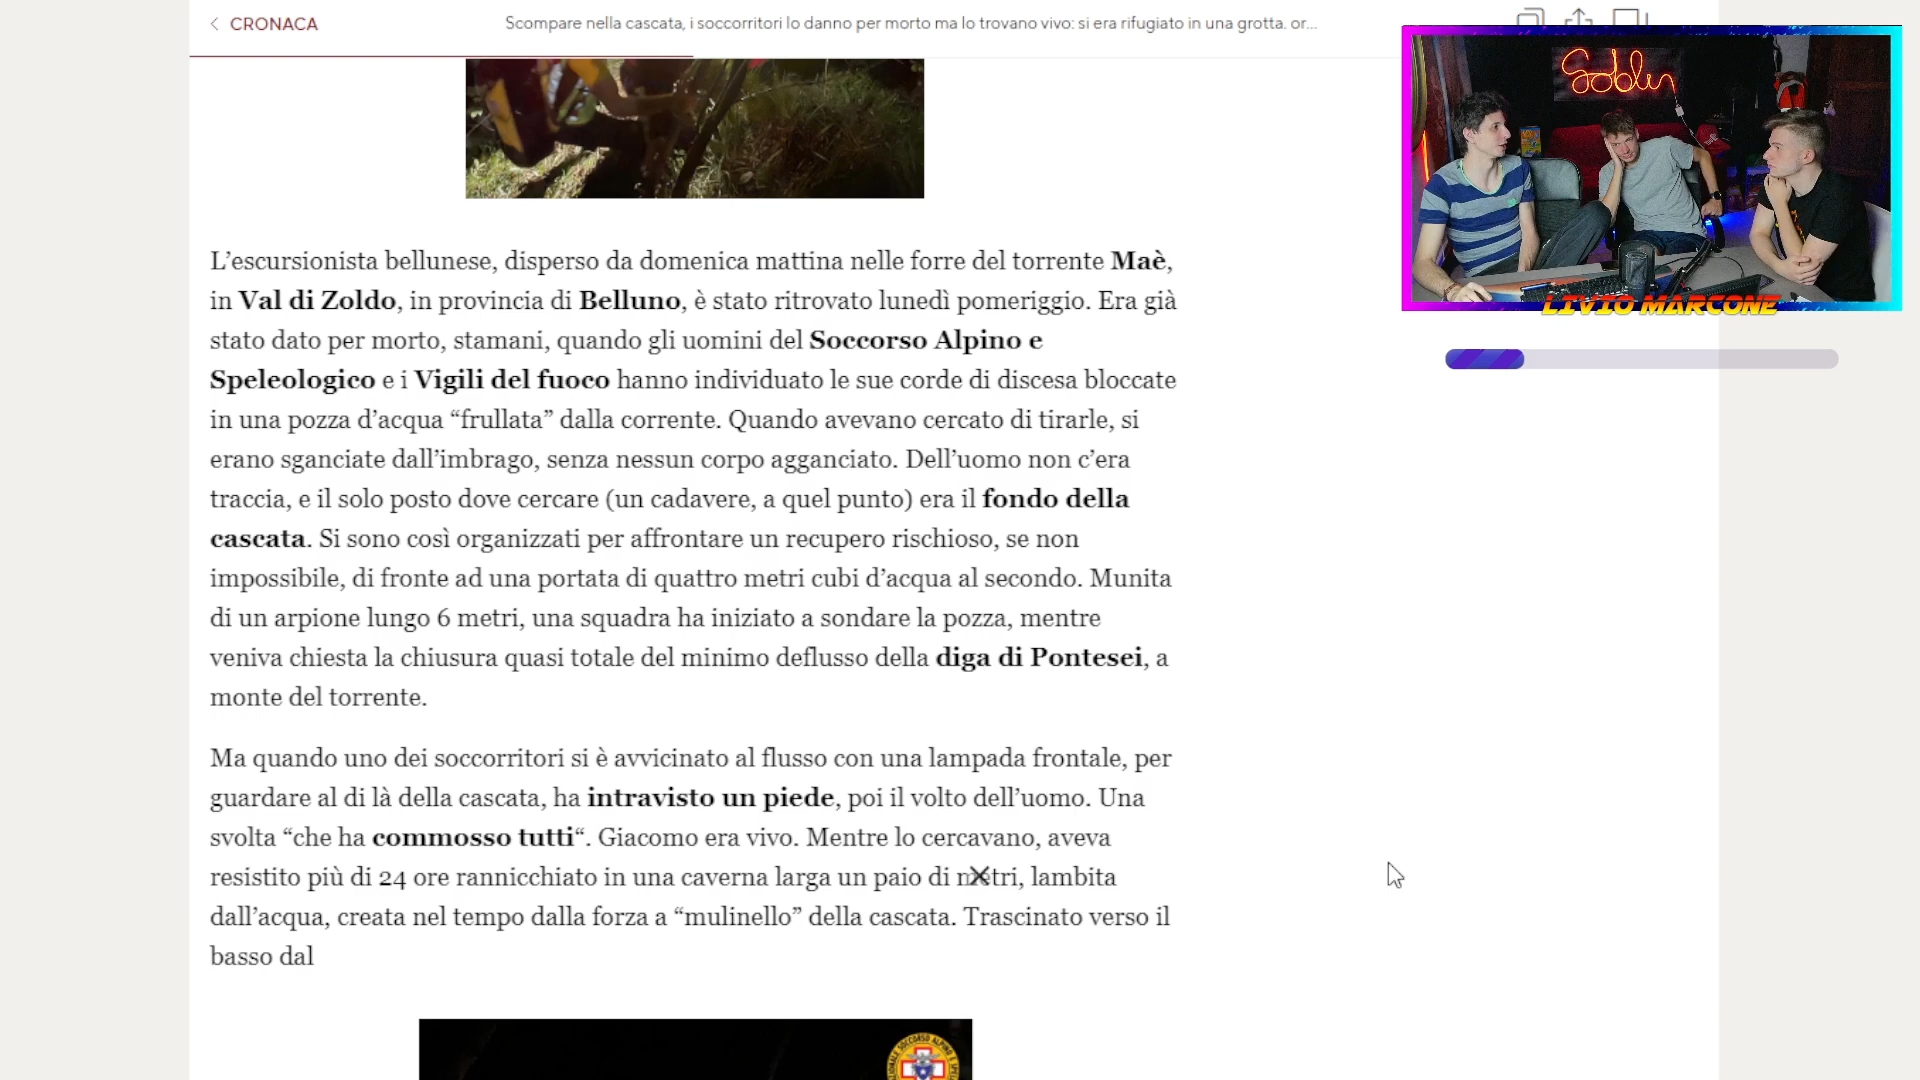 CRONACA
Scompare nella cascata, i soccorritori lo danno per morto ma lo trovano vivo: si era rifugiato in una grotta. or...
Goblin
L’escursionista bellunese, disperso da domenica mattina nelle forre del torrente Maè,
in Val di Zoldo, in provincia di Belluno, è stato ritrovato lunedì pomeriggio. Era già
stato dato per morto, stamani, quando gli uomini del Soccorso Alpino e
Speleologico e i Vigili del fuoco hanno individuato le sue corde di discesa bloccate
in una pozza d’acqua “frullata” dalla corrente. Quando avevano cercato di tirarle, si
erano sganciate dall’imbrago, senza nessun corpo agganciato. Dell’uomo non c’era
traccia, e il solo posto dove cercare (un cadavere, a quel punto) era il fondo della
cascata. Si sono così organizzati per affrontare un recupero rischioso, se non
impossibile, di fronte ad una portata di quattro metri cubi d’acqua al secondo. Munita
di un arpione lungo 6 metri, una squadra ha iniziato a sondare la pozza, mentre
veniva chiesta la chiusura quasi totale del minimo deflusso della diga di Pontesei, a
monte del torrente.
Ma quando uno dei soccorritori si è avvicinato al flusso con una lampada frontale, per
guardare al di là della cascata, ha intravisto un piede, poi il volto dell’uomo. Una
svolta “che ha commosso tutti“. Giacomo era vivo. Mentre lo cercavano, aveva
resistito più di 24 ore rannicchiato in una caverna larga un paio di metri, lambita
dall’acqua, creata nel tempo dalla forza a “mulinello” della cascata. Trascinato verso il
basso dal
LIVIO MARCONE
SOCCORSO ALPINO E